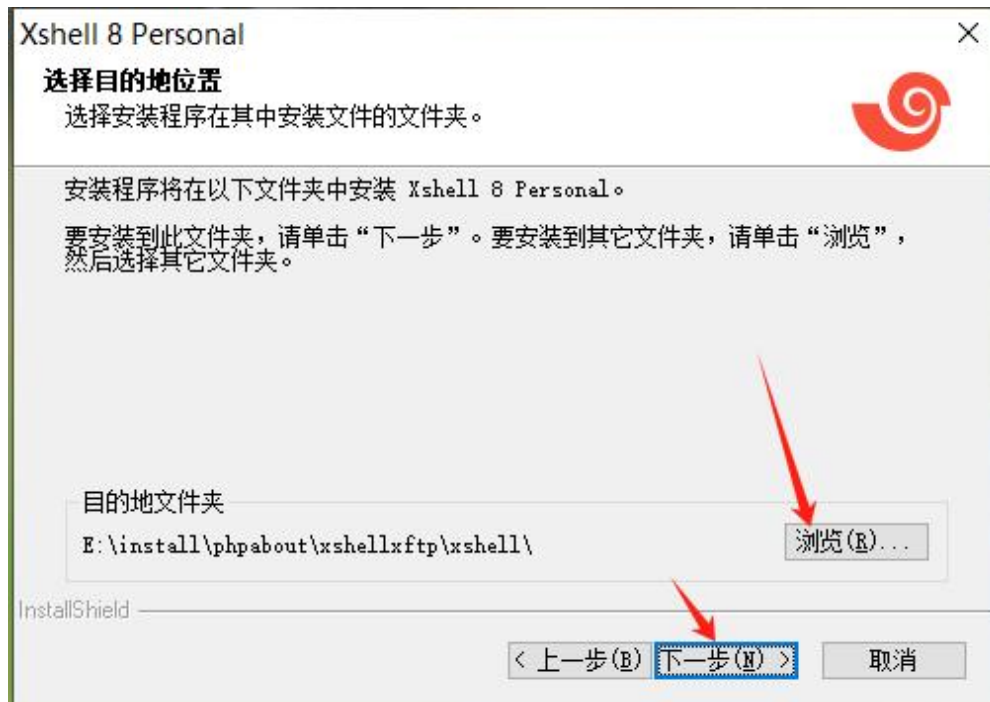 Xshell 8 Personal
选择目的地位置
选择安装程序在其中安装文件的文件夹。
安装程序将在以下文件夹中安装 Xshell 8 Personal。
要安装到此文件夹，请单击“下一步”。要安装到其它文件夹，请单击“浏览”，
然后选择其它文件夹。
目的地文件夹
E:\install\phpabout\xshellxftp\xshell\
浏览(R)...
InstallShield
< 上一步(B) 下一步(N) > 取消